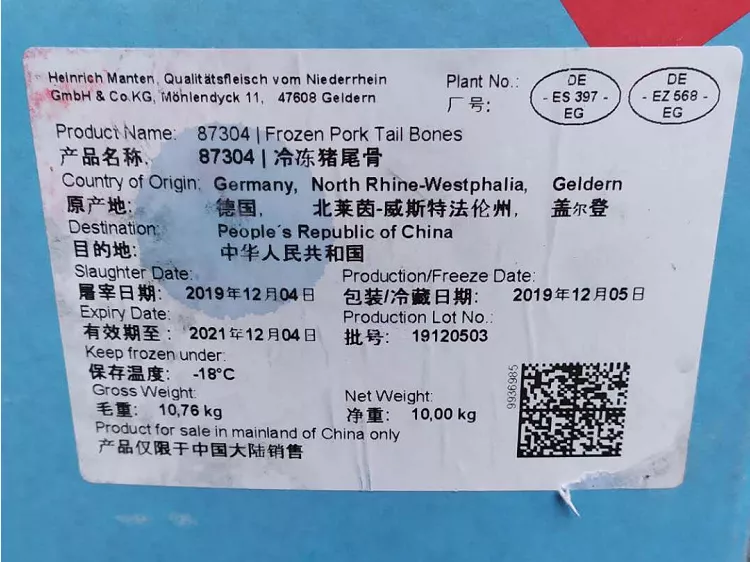 Heinrich Manten, Qualitätsfleisch vom Niederrhein
GmbH & Co.KG, Möhlendyck 11, 47608 Geldern
Plant No.:
厂号:
DE
- ES 397 -
EG
DE
- EZ 568 -
EG
Product Name: 87304 | Frozen Pork Tail Bones
产品名称, 87304 | 冷冻猪尾骨
Country of Origin: Germany, North Rhine-Westphalia, Geldern
原产地: 德国, 北莱茵-威斯特法伦州, 盖尔登
Destination: People´s Republic of China
目的地: 中华人民共和国
Slaughter Date: Production/Freeze Date:
屠宰日期: 2019年12月04日 包装/冷藏日期: 2019年12月05日
Expiry Date: Production Lot No.:
有效期至: 2021年12月04日 批号: 19120503
Keep frozen under:
保存温度: -18°C
Gross Weight: Net Weight:
毛重: 10,76 kg 净重: 10,00 kg
Product for sale in mainland of China only
产品仅限于中国大陆销售
9936985